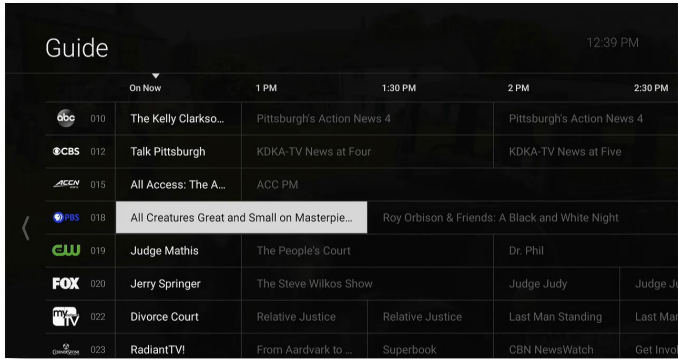 Guide 12:39 PM
On Now 1 PM 1:30 PM 2 PM 2:30 PM
abc 010 The Kelly Clarkso... Pittsburgh's Action News 4 Pittsburgh's Action News 4
CBS 012 Talk Pittsburgh KDKA-TV News at Four KDKA-TV News at Five
ACCN 015 All Access: The A... ACC PM
PBS 018 All Creatures Great and Small on Masterpie... Roy Orbison & Friends: A Black and White Night
CW 019 Judge Mathis The People's Court Dr. Phil
FOX 020 Jerry Springer The Steve Wilkos Show Judge Judy Judge Ju
my TV 022 Divorce Court Relative Justice Relative Justice Last Man Standing Last Mar
CORNERSTONE 023 RadianTV! From Aardvark to ... Superbook CBN NewsWatch Get Invol